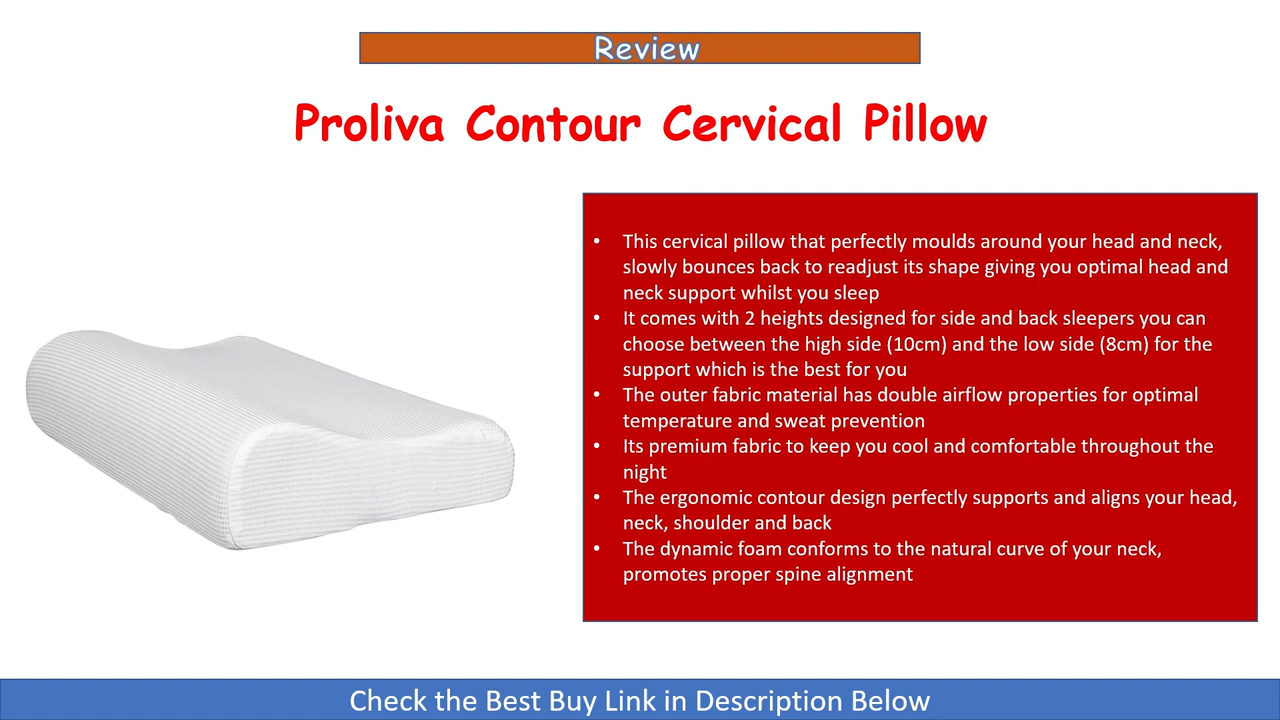 Review
Proliva Contour Cervical Pillow
• This cervical pillow that perfectly moulds around your head and neck,
slowly bounces back to readjust its shape giving you optimal head and
neck support whilst you sleep
• It comes with 2 heights designed for side and back sleepers you can
choose between the high side (10cm) and the low side (8cm) for the
support which is the best for you
• The outer fabric material has double airflow properties for optimal
temperature and sweat prevention
• Its premium fabric to keep you cool and comfortable throughout the
night
• The ergonomic contour design perfectly supports and aligns your head,
neck, shoulder and back
• The dynamic foam conforms to the natural curve of your neck,
promotes proper spine alignment
Check the Best Buy Link in Description Below